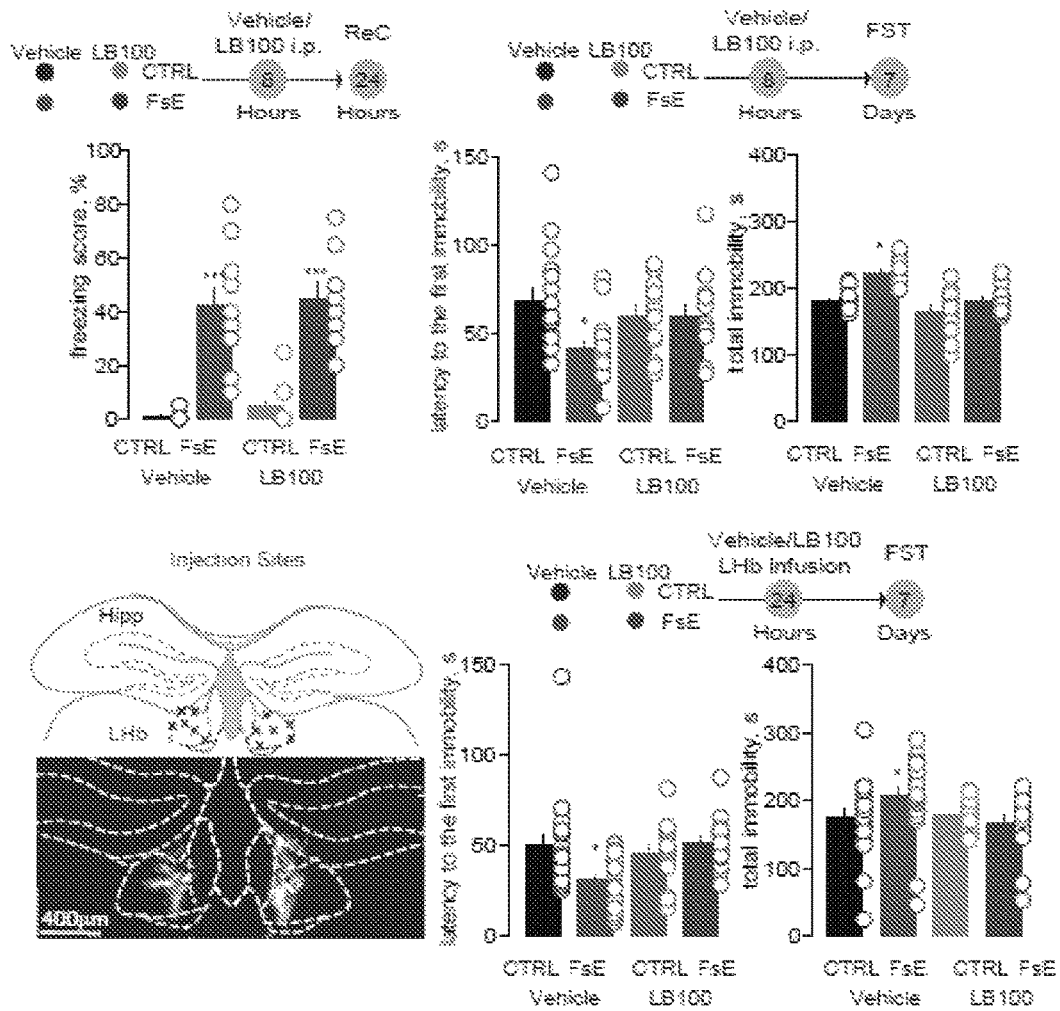 Vehicle LB100
CTRL
FsE
Vehicle/
LB100 i.p.
Hours
ReC
24
Hours
Vehicle LB100
CTRL
FsE
Vehicle/
LB100 i.p.
Hours
FST
7
Days
freezing score, %
100
80
60
40
20
0
**
***
CTRL FsE
CTRL FsE
Vehicle
LB100
latency to the first immobility, s
150
100
50
0
*
CTRL FsE
CTRL FsE
Vehicle
LB100
total immobility, s
400
300
200
100
0
*
CTRL FsE
CTRL FsE
Vehicle
LB100
Injection Sites
Hipp
LHb
400µm
Vehicle LB100
CTRL
FsE
Vehicle/LB100
LHb infusion
24
Hours
FST
7
Days
latency to the first immobility, s
150
100
50
0
*
CTRL FsE
CTRL FsE
Vehicle
LB100
total immobility, s
400
300
200
100
0
*
CTRL FsE
CTRL FsE
Vehicle
LB100